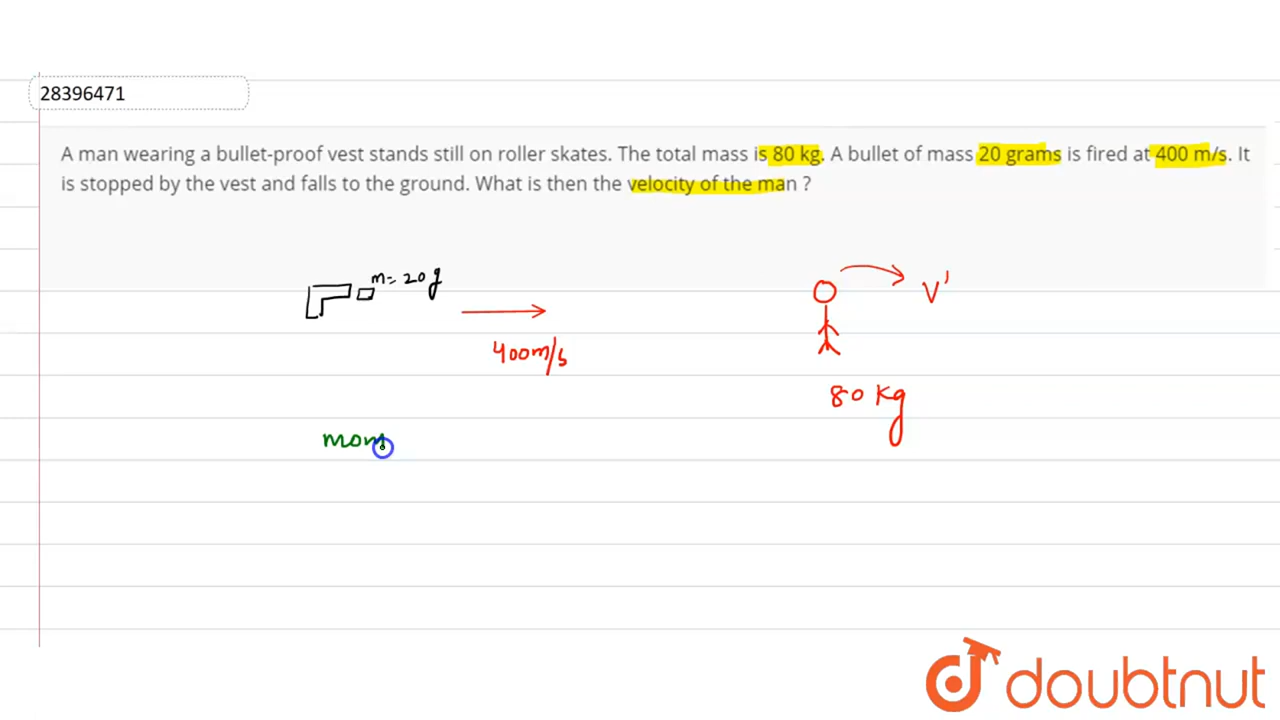 28396471
A man wearing a bullet-proof vest stands still on roller skates. The total mass is 80 kg. A bullet of mass 20 grams is fired at 400 m/s. It
is stopped by the vest and falls to the ground. What is then the velocity of the man ?
m= 20 g
V'
400m/s
80 Kg
mom
doubtnut